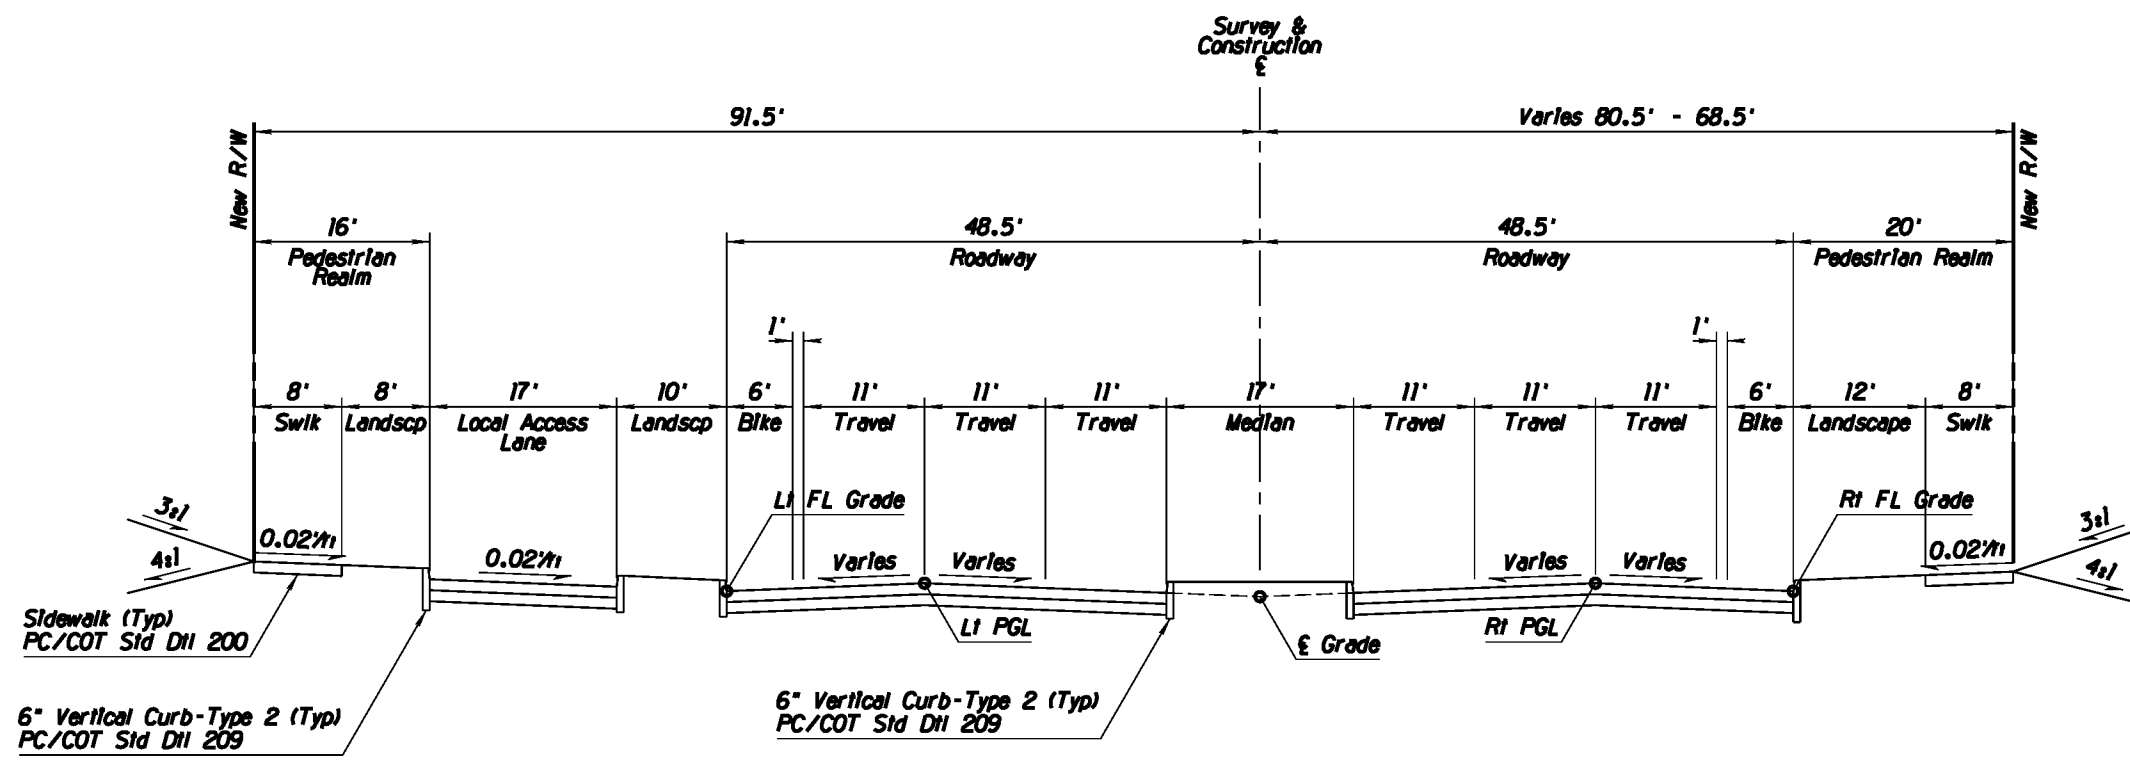 Survey &
Construction
℄
91.5'
Varies 80.5' - 68.5'
New R/W
New R/W
16'
Pedestrian
Realm
48.5'
Roadway
48.5'
Roadway
20'
Pedestrian Realm
1'
1'
8'
8'
17'
10'
6'
11'
11'
11'
17'
11'
11'
11'
6'
12'
8'
Swlk
Landscp
Local Access
Lane
Landscp
Bike
Travel
Travel
Travel
Median
Travel
Travel
Travel
Bike
Landscape
Swlk
Lt FL Grade
Rt FL Grade
3:1
4:1
0.02'/ft
0.02'/ft
Varies
Varies
Varies
Varies
0.02'/ft
3:1
4:1
Sidewalk (Typ)
PC/COT Std Dtl 200
Lt PGL
℄ Grade
Rt PGL
6" Vertical Curb-Type 2 (Typ)
PC/COT Std Dtl 209
6" Vertical Curb-Type 2 (Typ)
PC/COT Std Dtl 209